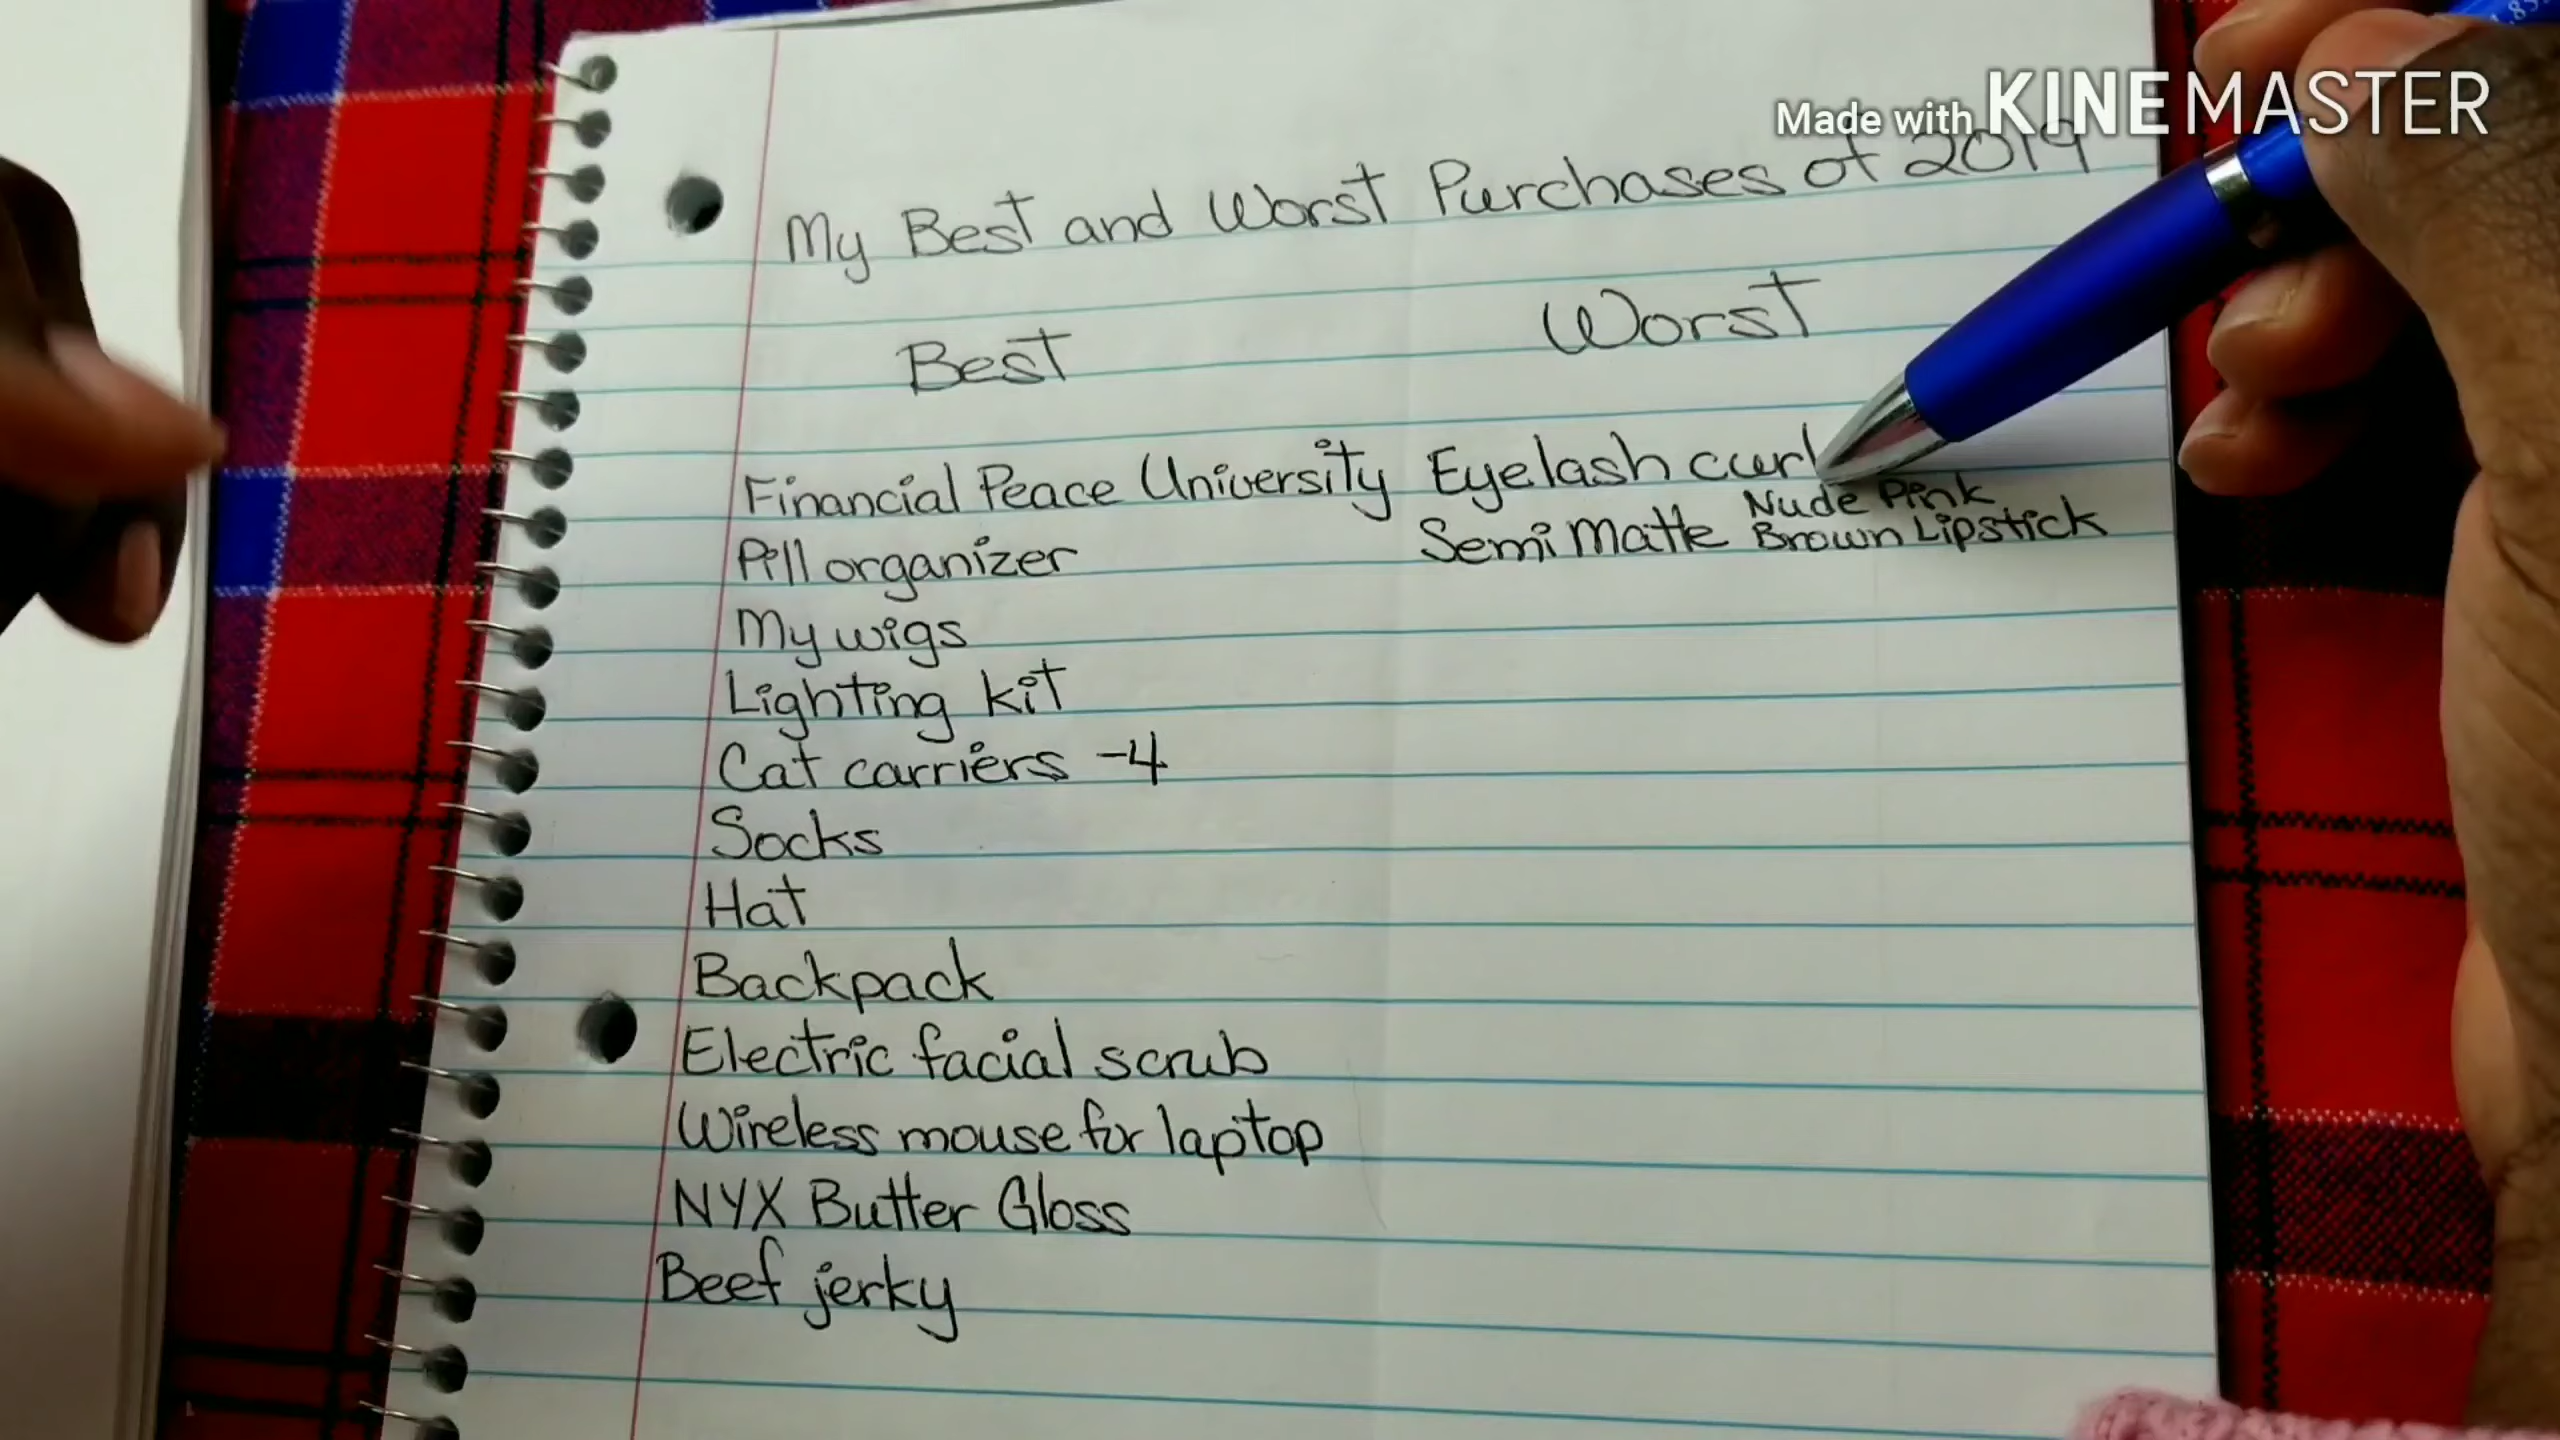 Made with KINEMASTER
My Best and Worst Purchases of 2019
Best
Worst
Financial Peace University
Pill organizer
My wigs
Lighting kit
Cat carriers -4
Socks
Hat
Backpack
Electric facial scrub
Wireless mouse for laptop
NYX Butter Gloss
Beef jerky
Eyelash curl
Semi Matte Nude Pink
Brown Lipstick